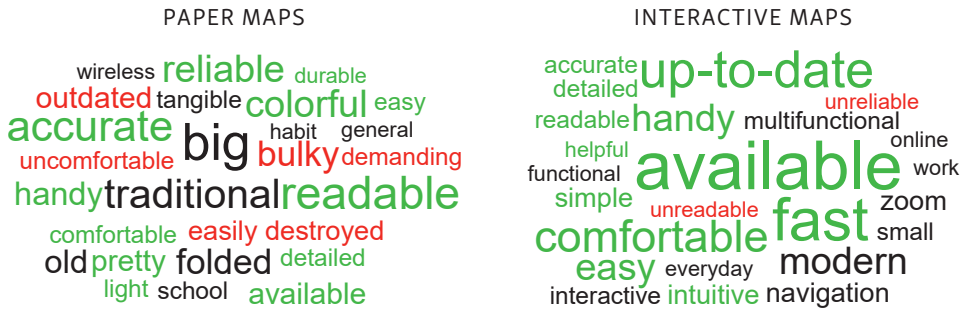 PAPER MAPS
wireless reliable durable
outdated tangible colorful easy
accurate big habit general
uncomfortable bulky demanding
handy traditional readable
comfortable easily destroyed
old pretty folded detailed
light school available
INTERACTIVE MAPS
accurate up-to-date
detailed unreliable
readable handy multifunctional
helpful available online
functional work
simple unreadable fast zoom
comfortable small
easy everyday modern
interactive intuitive navigation